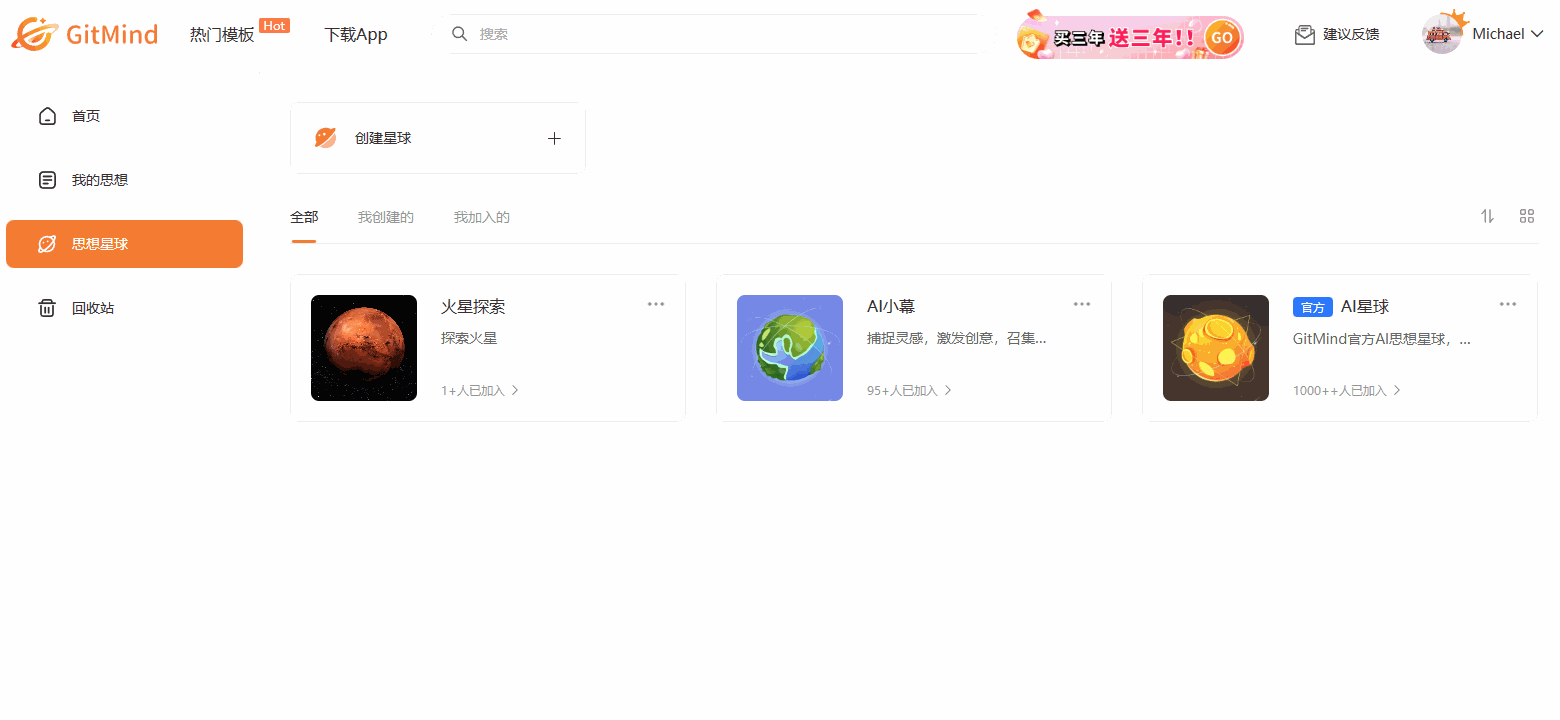 GitMind
热门模板 Hot
下载App
搜索
买三年 送三年!! GO
建议反馈
Michael
首页
我的思想
思想星球
回收站
创建星球
全部 我创建的 我加入的
火星探索
探索火星
1+人已加入
AI小幕
捕捉灵感，激发创意，召集...
95+人已加入
官方 AI星球
GitMind官方AI思想星球，...
1000++人已加入